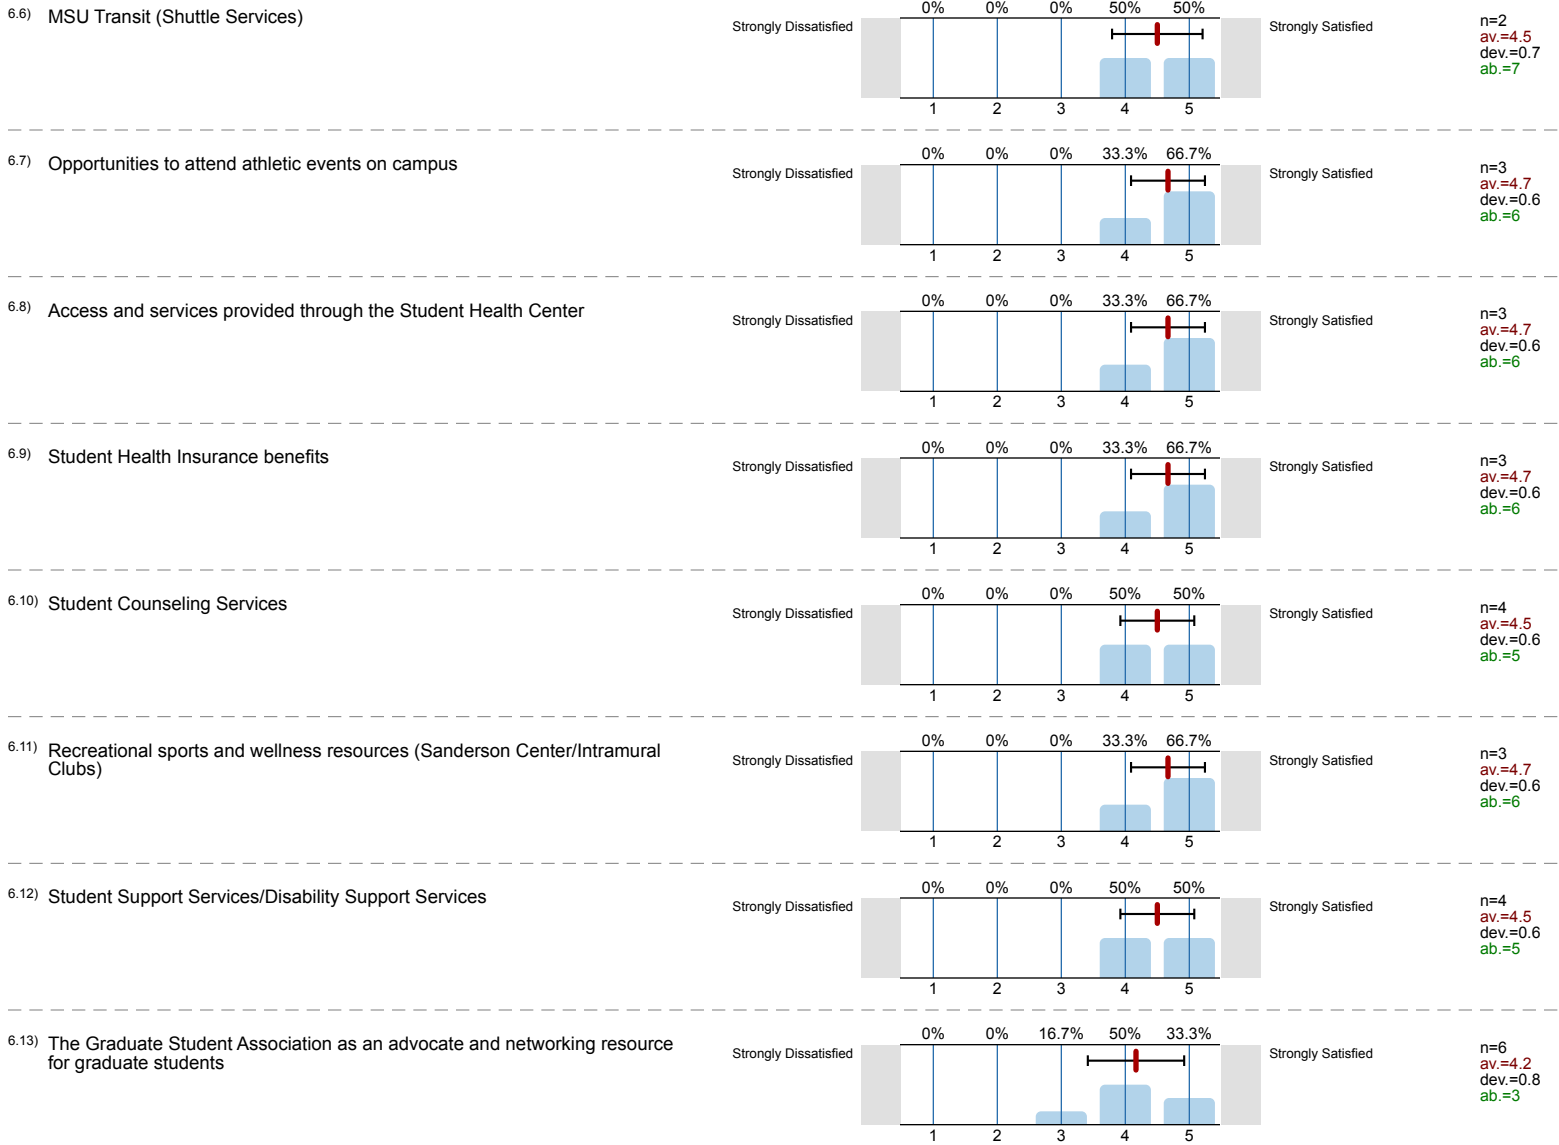 0% 0% 0% 50% 50%
6.6) MSU Transit (Shuttle Services)
Strongly Dissatisfied Strongly Satisfied
n=2
av.=4.5
dev.=0.7
ab.=7
1 2 3 4 5
0% 0% 0% 33.3% 66.7%
6.7) Opportunities to attend athletic events on campus
Strongly Dissatisfied Strongly Satisfied
n=3
av.=4.7
dev.=0.6
ab.=6
1 2 3 4 5
0% 0% 0% 33.3% 66.7%
6.8) Access and services provided through the Student Health Center
Strongly Dissatisfied Strongly Satisfied
n=3
av.=4.7
dev.=0.6
ab.=6
1 2 3 4 5
0% 0% 0% 33.3% 66.7%
6.9) Student Health Insurance benefits
Strongly Dissatisfied Strongly Satisfied
n=3
av.=4.7
dev.=0.6
ab.=6
1 2 3 4 5
0% 0% 0% 50% 50%
6.10) Student Counseling Services
Strongly Dissatisfied Strongly Satisfied
n=4
av.=4.5
dev.=0.6
ab.=5
1 2 3 4 5
0% 0% 0% 33.3% 66.7%
6.11) Recreational sports and wellness resources (Sanderson Center/Intramural
Clubs)
Strongly Dissatisfied Strongly Satisfied
n=3
av.=4.7
dev.=0.6
ab.=6
1 2 3 4 5
0% 0% 0% 50% 50%
6.12) Student Support Services/Disability Support Services
Strongly Dissatisfied Strongly Satisfied
n=4
av.=4.5
dev.=0.6
ab.=5
1 2 3 4 5
0% 0% 16.7% 50% 33.3%
6.13) The Graduate Student Association as an advocate and networking resource
for graduate students
Strongly Dissatisfied Strongly Satisfied
n=6
av.=4.2
dev.=0.8
ab.=3
1 2 3 4 5